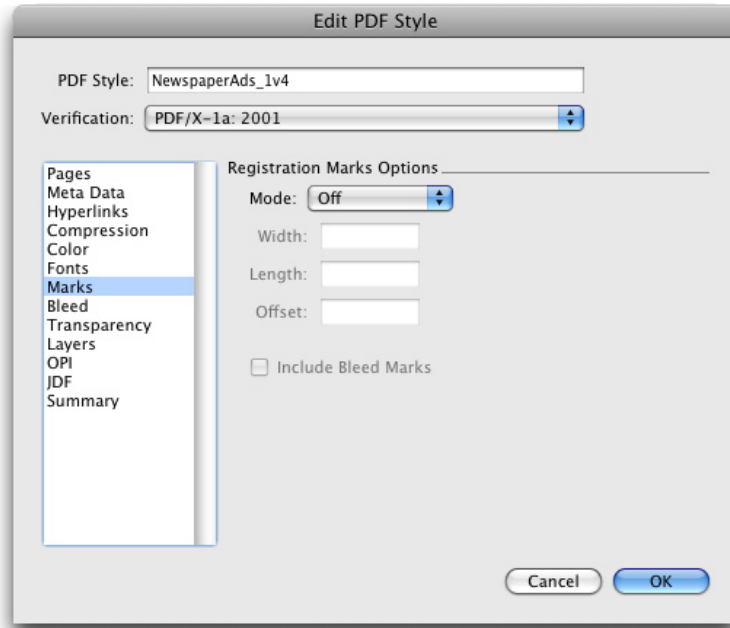 Edit PDF Style
PDF Style: NewspaperAds_1v4
Verification: PDF/X-1a: 2001
Pages
Meta Data
Hyperlinks
Compression
Color
Fonts
Marks
Bleed
Transparency
Layers
OPI
JDF
Summary
Registration Marks Options
Mode: Off
Width:
Length:
Offset:
Include Bleed Marks
Cancel OK